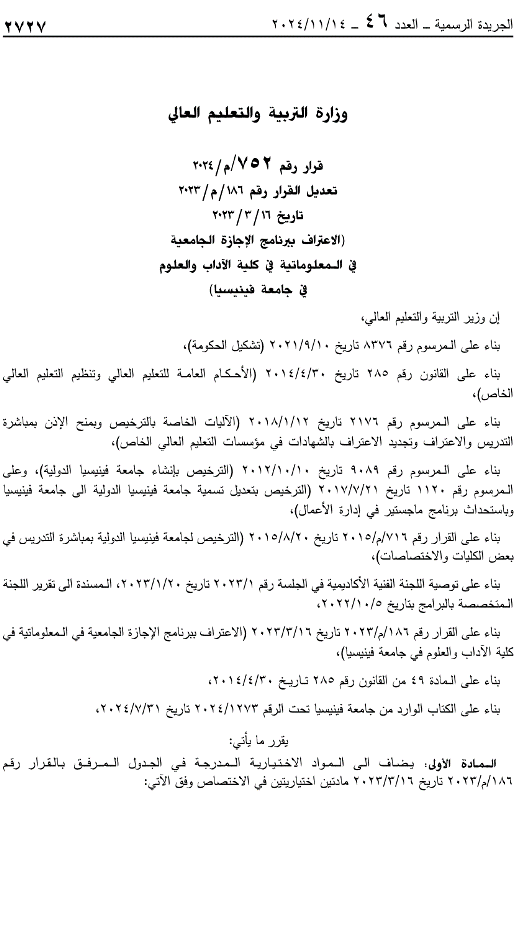 الجريدة الرسمية ــ العدد ٤٦ ــ ٢٠٢٤/١١/١٤
٢٧٢٧
وزارة التربية والتعليم العالي
قرار رقم ٧٥٢/م/٢٠٢٤
تعديل القرار رقم ١٨٦/م/٢٠٢٣
تاريخ ٢٠٢٣/٣/١٦
(الاعتراف ببرنامج الإجازة الجامعية
في المعلوماتية في كلية الآداب والعلوم
في جامعة فينيسيا)
إن وزير التربية والتعليم العالي،
بناء على المرسوم رقم ٨٣٧٦ تاريخ ٢٠٢١/٩/١٠ (تشكيل الحكومة)،
بناء على القانون رقم ٢٨٥ تاريخ ٢٠١٤/٤/٣٠ (الأحكام العامة للتعليم العالي وتنظيم التعليم العالي
الخاص)،
بناء على المرسوم رقم ٢١٧٦ تاريخ ٢٠١٨/١/١٢ (الآليات الخاصة بالترخيص وبمنح الإذن بمباشرة
التدريس والاعتراف وتجديد الاعتراف بالشهادات في مؤسسات التعليم العالي الخاص)،
بناء على المرسوم رقم ٩٠٨٩ تاريخ ٢٠١٢/١٠/١٠ (الترخيص بإنشاء جامعة فينيسيا الدولية)، وعلى
المرسوم رقم ١١٢٠ تاريخ ٢٠١٧/٧/٢١ (الترخيص بتعديل تسمية جامعة فينيسيا الدولية الى جامعة فينيسيا
وباستحداث برنامج ماجستير في إدارة الأعمال)،
بناء على القرار رقم ٧١٦/م/٢٠١٥ تاريخ ٢٠١٥/٨/٢٠ (الترخيص لجامعة فينيسيا الدولية بمباشرة التدريس في
بعض الكليات والاختصاصات)،
بناء على توصية اللجنة الفنية الأكاديمية في الجلسة رقم ٢٠٢٣/١ تاريخ ٢٠٢٣/١/٢٠، المسندة الى تقرير اللجنة
المتخصصة بالبرامج بتاريخ ٢٠٢٢/١٠/٥،
بناء على القرار رقم ١٨٦/م/٢٠٢٣ تاريخ ٢٠٢٣/٣/١٦ (الاعتراف ببرنامج الإجازة الجامعية في المعلوماتية في
كلية الآداب والعلوم في جامعة فينيسيا)،
بناء على المادة ٤٩ من القانون رقم ٢٨٥ تاريخ ٢٠١٤/٤/٣٠،
بناء على الكتاب الوارد من جامعة فينيسيا تحت الرقم ٢٠٢٤/١٢٧٣ تاريخ ٢٠٢٤/٧/٣١،
يقرر ما يأتي:
المادة الأولى: يضاف الى المواد الاختيارية المدرجة في الجدول المرفق بالقرار رقم
١٨٦/م/٢٠٢٣ تاريخ ٢٠٢٣/٣/١٦ مادتين اختياريتين في الاختصاص وفق الآتي: